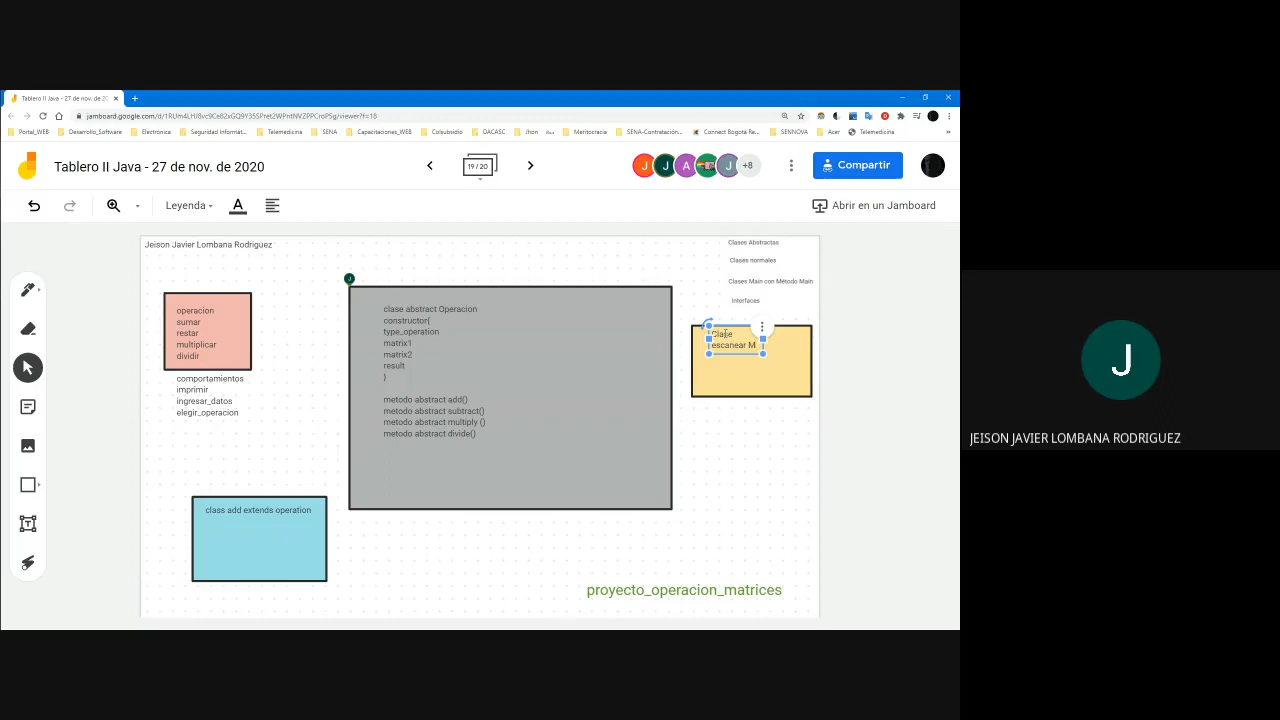 Tablero II Java - 27 de nov. de 20
jamboard.google.com/d/
Portal_WEB
Desarrollo_Software
Electrónica
Seguridad Informát...
Telemedicina
SENA
Capacitaciones_WEB
Colsubsidio
OACASC
Jhon
Meritocracia
SENA-Contratación...
Connect Bogotá Re...
SENNOVA
Acer
Telemedicina
Tablero II Java - 27 de nov. de 2020
19 / 20
J
J
A
J
+8
Compartir
Leyenda
A
Abrir en un Jamboard
Jeison Javier Lombana Rodriguez
operacion
sumar
restar
multiplicar
dividir
comportamientos
imprimir
ingresar_datos
elegir_operacion
class add extends operation
J
clase abstract Operacion
constructor(
type_operation
matrix1
matrix2
result
)
metodo abstract add()
metodo abstract subtract()
metodo abstract multiply ()
metodo abstract divide()
Clases Abstractas
Clases normales
Clases Main con Método Main
Interfaces
Clase
escanear M
proyecto_operacion_matrices
J
JEISON JAVIER LOMBANA RODRIGUEZ